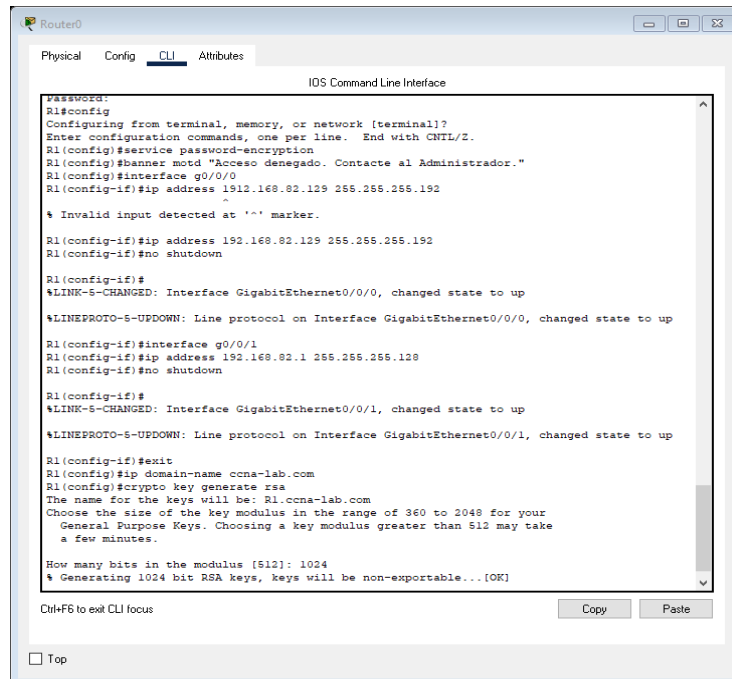 Router0
Physical Config CLI Attributes
IOS Command Line Interface
Password:
R1#config
Configuring from terminal, memory, or network [terminal]?
Enter configuration commands, one per line.  End with CNTL/Z.
R1(config)#service password-encryption
R1(config)#banner motd "Acceso denegado. Contacte al Administrador."
R1(config)#interface g0/0/0
R1(config-if)#ip address 1912.168.82.129 255.255.255.192
^
% Invalid input detected at '^' marker.
R1(config-if)#ip address 192.168.82.129 255.255.255.192
R1(config-if)#no shutdown
R1(config-if)#
%LINK-5-CHANGED: Interface GigabitEthernet0/0/0, changed state to up
%LINEPROTO-5-UPDOWN: Line protocol on Interface GigabitEthernet0/0/0, changed state to up
R1(config-if)#interface g0/0/1
R1(config-if)#ip address 192.168.82.1 255.255.255.128
R1(config-if)#no shutdown
R1(config-if)#
%LINK-5-CHANGED: Interface GigabitEthernet0/0/1, changed state to up
%LINEPROTO-5-UPDOWN: Line protocol on Interface GigabitEthernet0/0/1, changed state to up
R1(config-if)#exit
R1(config)#ip domain-name ccna-lab.com
R1(config)#crypto key generate rsa
The name for the keys will be: R1.ccna-lab.com
Choose the size of the key modulus in the range of 360 to 2048 for your
General Purpose Keys. Choosing a key modulus greater than 512 may take
a few minutes.
How many bits in the modulus [512]: 1024
% Generating 1024 bit RSA keys, keys will be non-exportable...[OK]
Ctrl+F6 to exit CLI focus
Copy Paste
Top